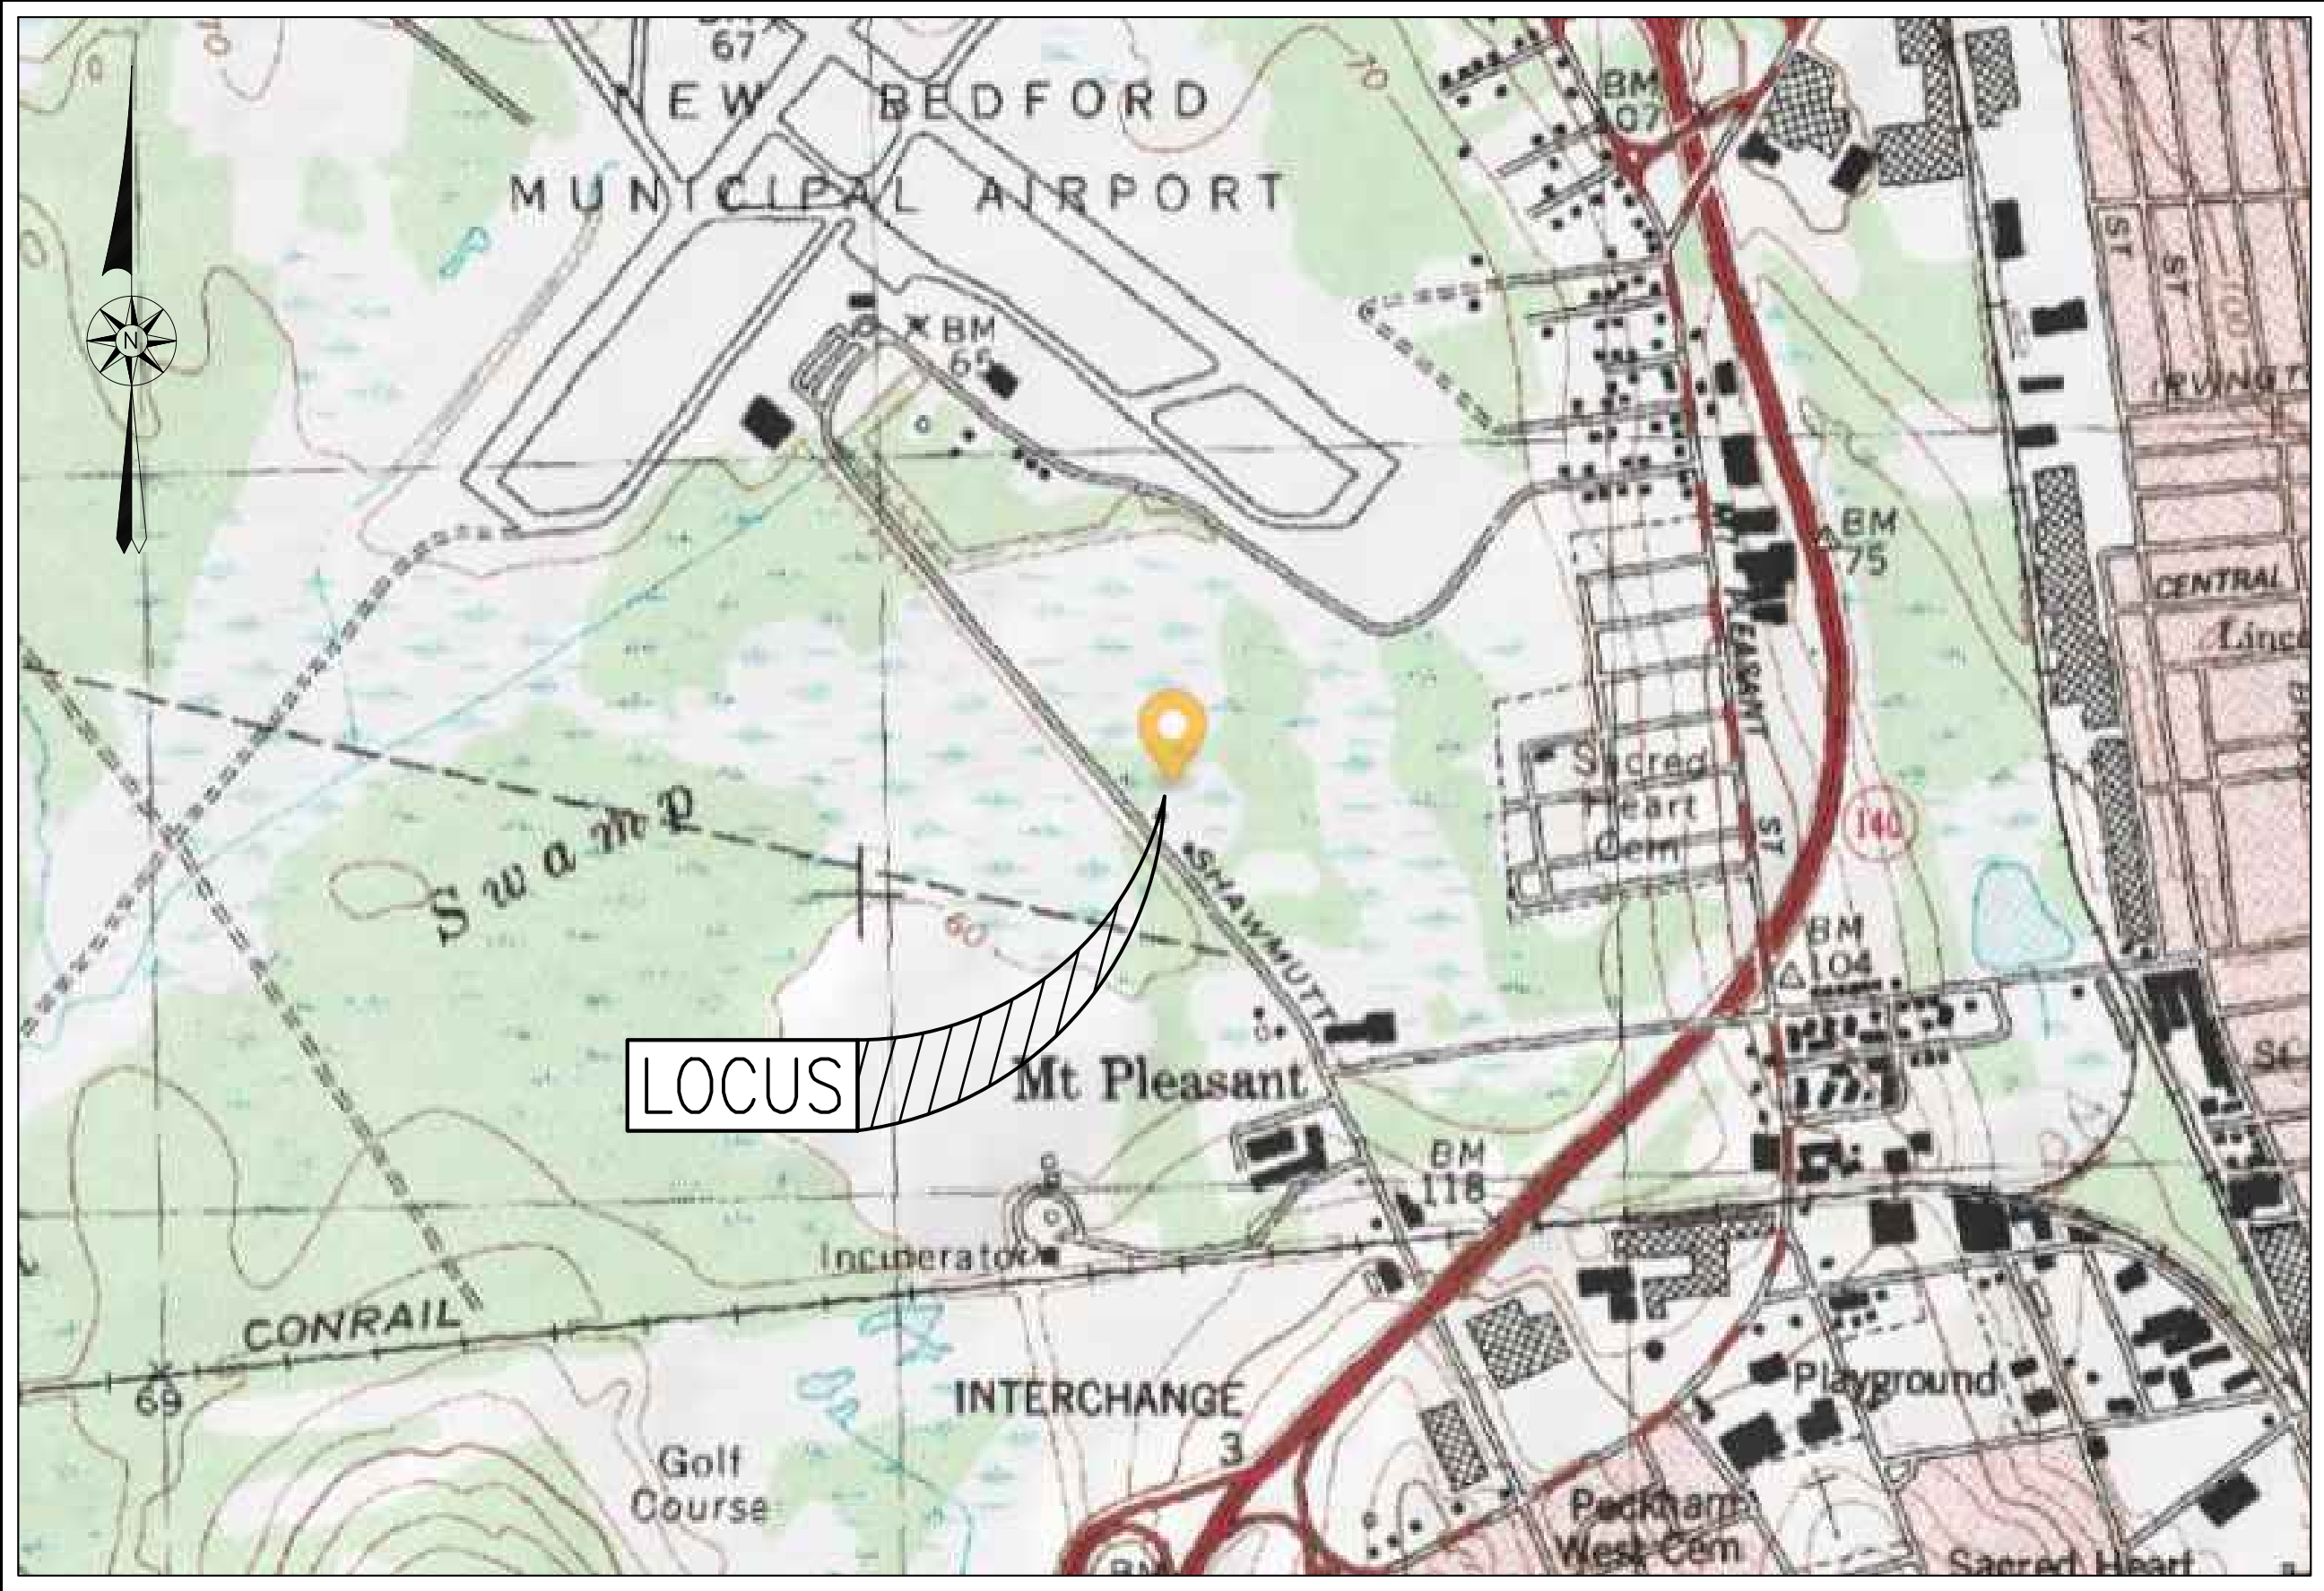 67
70
BM
NEW BEDFORD
MUNICIPAL AIRPORT
ST
ST
N
BM
65
BM
75
CENTRAL
PLEASANT
Sacred
Heart
Cem
ST
140
Swamp
SHAWMUTT
60
BM
104
LOCUS
Mt Pleasant
BM
118
Incinerator
CONRAIL
69
INTERCHANGE
3
Playground
Golf
Course
Peckham
West Cem
Sacred Heart
BM